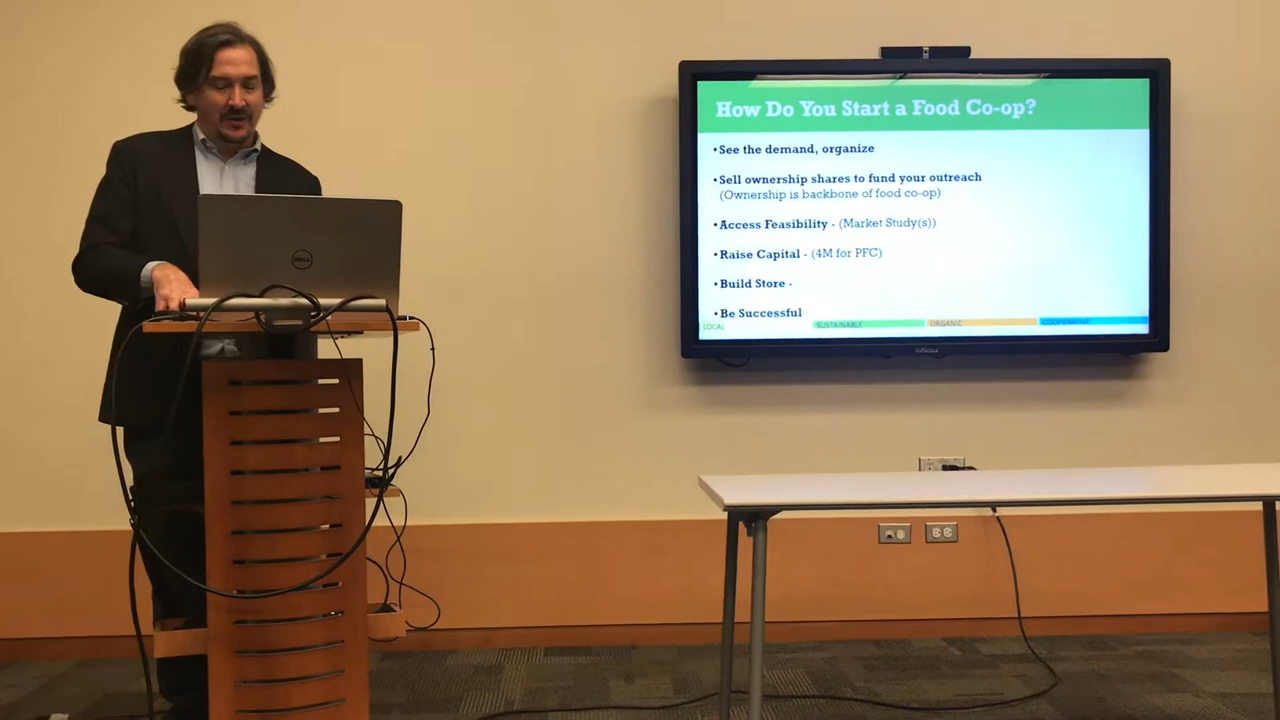 How Do You Start a Food Co-op?
•See the demand, organize
•Sell ownership shares to fund your outreach
(Ownership is backbone of food co-op)
•Access Feasibility - (Market Study(s))
•Raise Capital - (4M for PFC)
•Build Store -
•Be Successful
LOCAL SUSTAINABLE ORGANIC COOPERATIVE
InFocus
DELL